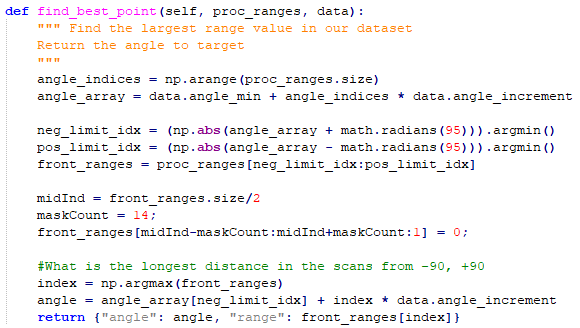 def find_best_point(self, proc_ranges, data):
    """ Find the largest range value in our dataset
    Return the angle to target
    """
    angle_indices = np.arange(proc_ranges.size)
    angle_array = data.angle_min + angle_indices * data.angle_increment

    neg_limit_idx = (np.abs(angle_array + math.radians(95))).argmin()
    pos_limit_idx = (np.abs(angle_array - math.radians(95))).argmin()
    front_ranges = proc_ranges[neg_limit_idx:pos_limit_idx]

    midInd = front_ranges.size/2
    maskCount = 14;
    front_ranges[midInd-maskCount:midInd+maskCount:1] = 0;

    #What is the longest distance in the scans from -90, +90
    index = np.argmax(front_ranges)
    angle = angle_array[neg_limit_idx] + index * data.angle_increment
    return {"angle": angle, "range": front_ranges[index]}